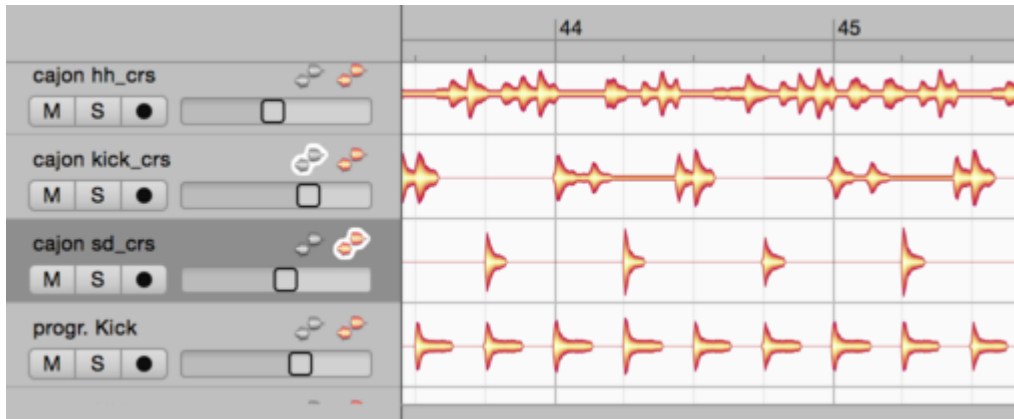 44 45
cajon hh_crs
M S
cajon kick_crs
M S
cajon sd_crs
M S
progr. Kick
M S